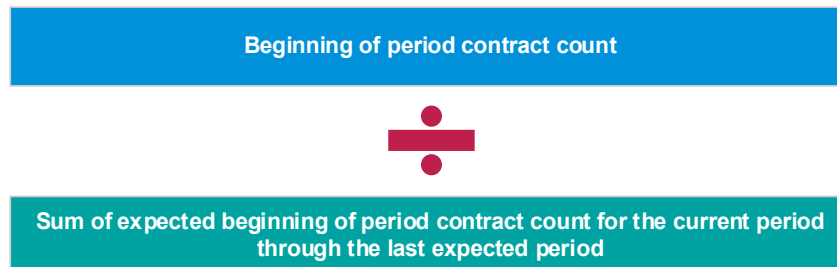 Beginning of period contract count
Sum of expected beginning of period contract count for the current period
through the last expected period